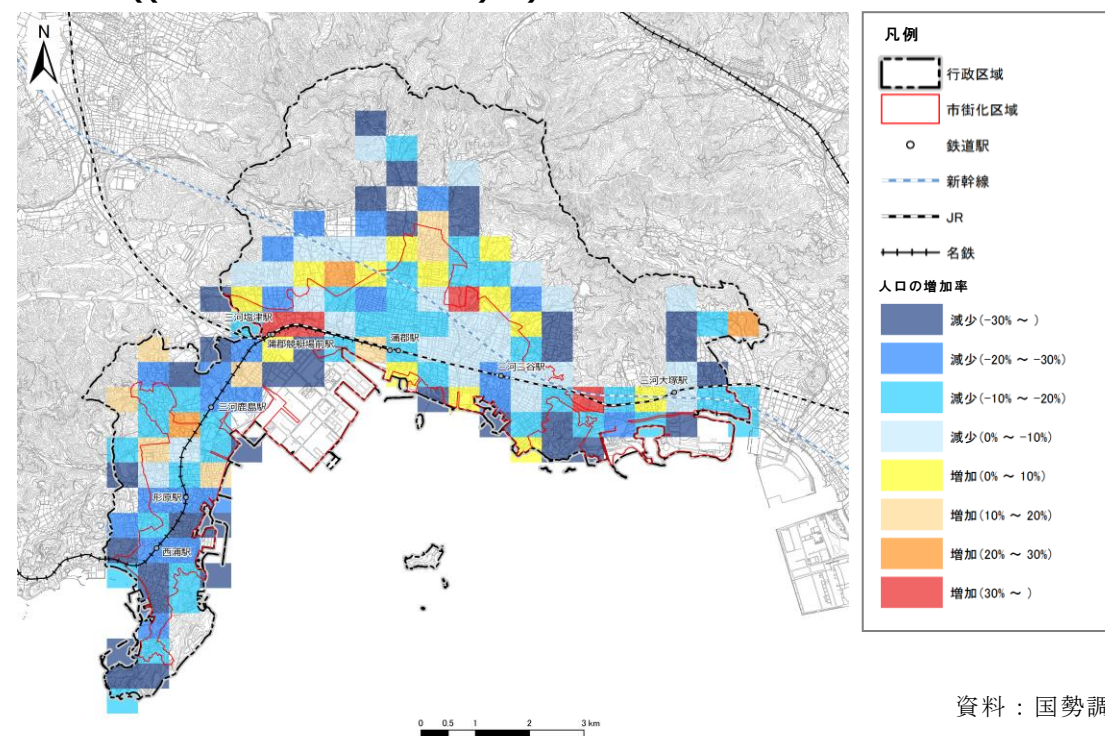 N
三河塩津駅
蒲郡競艇場前駅
蒲郡駅
三河三谷駅
三河大塚駅
三河鹿島駅
形原駅
西浦駅
0 0.5 1 2 3 km
凡例
行政区域
市街化区域
鉄道駅
新幹線
JR
名鉄
人口の増加率
減少(-30% ~ )
減少(-20% ~ -30%)
減少(-10% ~ -20%)
減少(0% ~ -10%)
増加(0% ~ 10%)
増加(10% ~ 20%)
増加(20% ~ 30%)
増加(30% ~ )
資料：国勢調